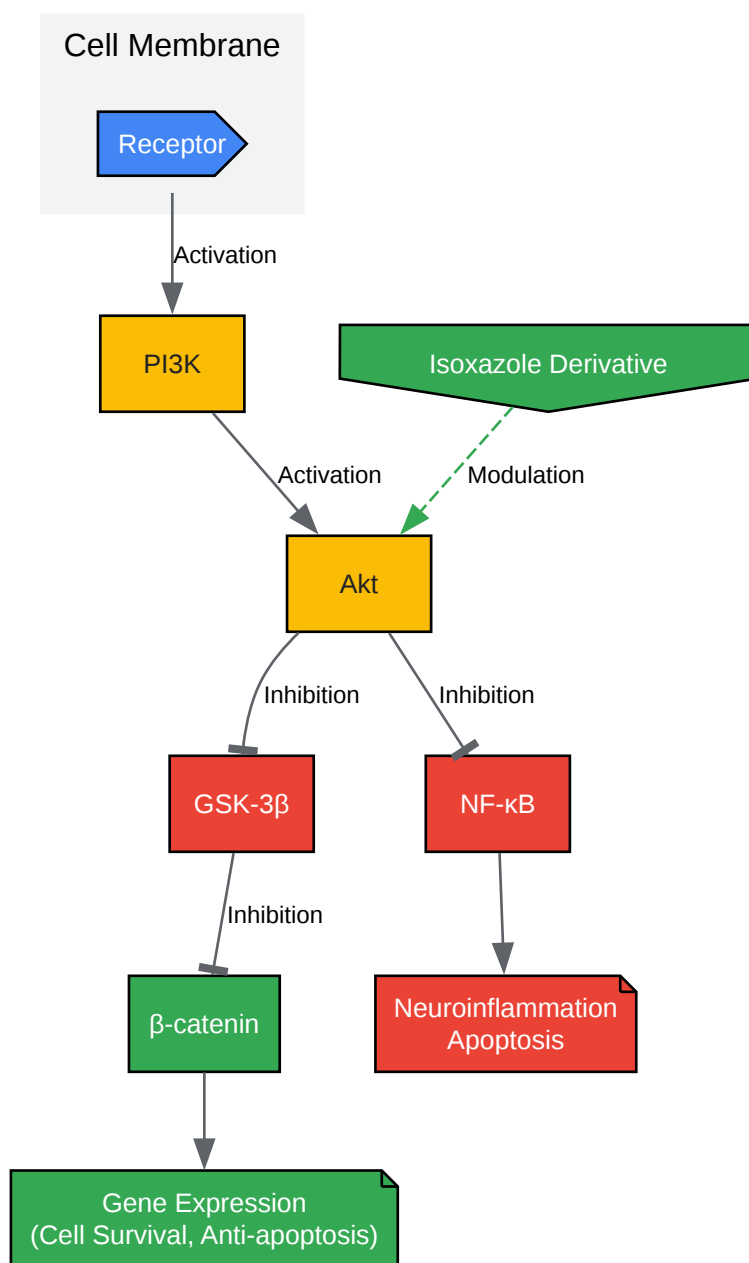 Cell Membrane
Receptor
Activation
PI3K
Isoxazole Derivative
Activation
Modulation
Akt
Inhibition
Inhibition
GSK-3β
NF-κB
Inhibition
β-catenin
Neuroinflammation
Apoptosis
Gene Expression
(Cell Survival, Anti-apoptosis)